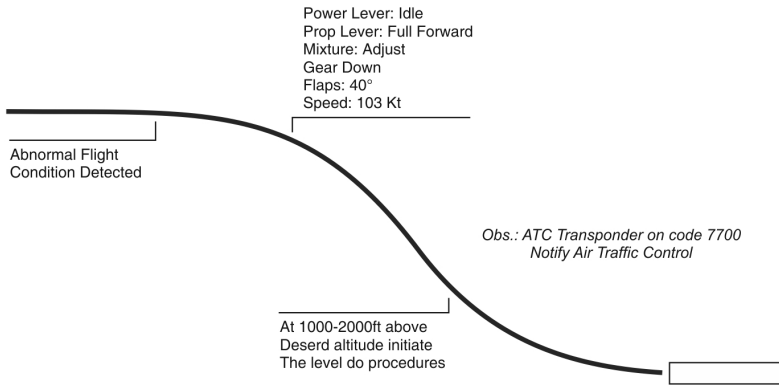 Power Lever: Idle
Prop Lever: Full Forward
Mixture: Adjust
Gear Down
Flaps: 40°
Speed: 103 Kt
Abnormal Flight
Condition Detected
Obs.: ATC Transponder on code 7700
Notify Air Traffic Control
At 1000-2000ft above
Deserd altitude initiate
The level do procedures